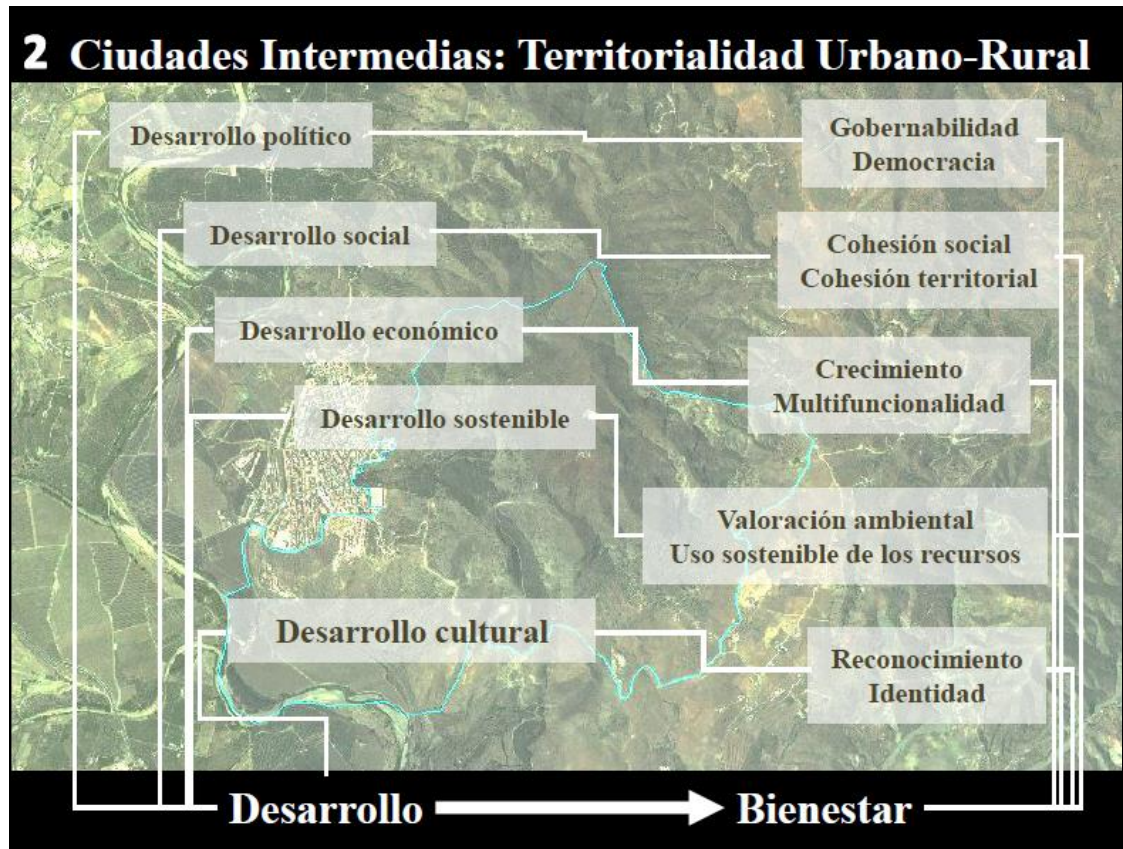 2 Ciudades Intermedias: Territorialidad Urbano-Rural
Desarrollo político
Gobernabilidad
Democracia
Desarrollo social
Cohesión social
Cohesión territorial
Desarrollo económico
Crecimiento
Multifuncionalidad
Desarrollo sostenible
Valoración ambiental
Uso sostenible de los recursos
Desarrollo cultural
Reconocimiento
Identidad
Desarrollo
Bienestar